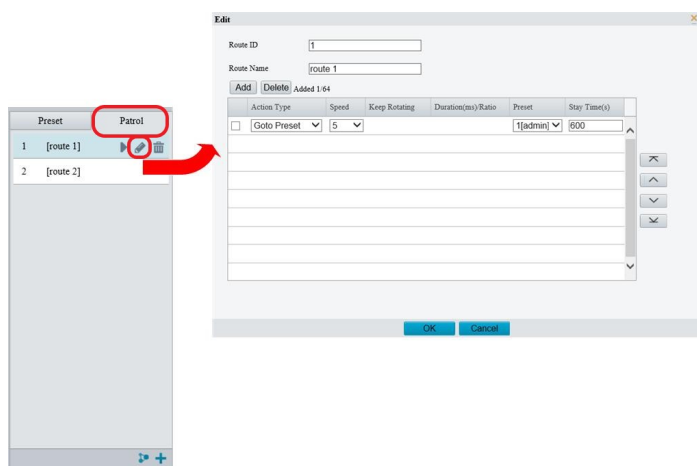 Edit
Route ID 1
Route Name route 1
Add Delete Added 1/64
Action Type Speed Keep Rotating Duration(ms)/Ratio Preset Stay Time(s)
Goto Preset 5 1[admin] 600
OK Cancel
Preset Patrol
1 [route 1]
2 [route 2]